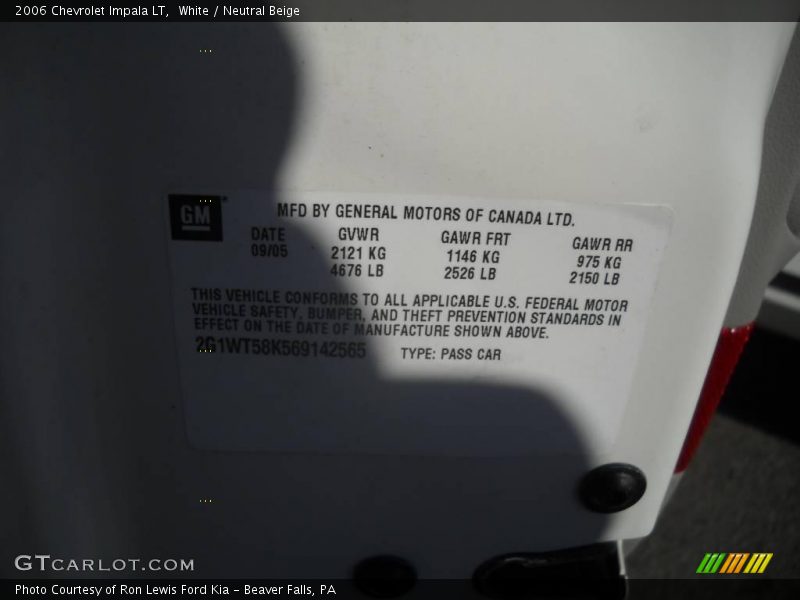 2006 Chevrolet Impala LT,  White / Neutral Beige
GM
MFD BY GENERAL MOTORS OF CANADA LTD.
DATE GVWR GAWR FRT GAWR RR
09/05 2121 KG 1146 KG 975 KG
4676 LB 2526 LB 2150 LB
THIS VEHICLE CONFORMS TO ALL APPLICABLE U.S. FEDERAL MOTOR
VEHICLE SAFETY, BUMPER, AND THEFT PREVENTION STANDARDS IN
EFFECT ON THE DATE OF MANUFACTURE SHOWN ABOVE.
2G1WT58K569142565 TYPE: PASS CAR
GTCARLOT.COM
Photo Courtesy of Ron Lewis Ford Kia - Beaver Falls, PA